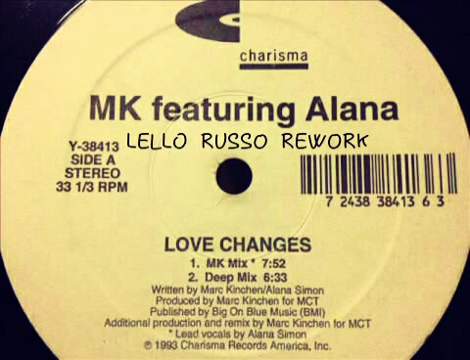 charisma
MK featuring Alana
LELLO RUSSO REWORK
Y-38413
SIDE A
STEREO
33 1/3 RPM
7 2438 38413 6 3
LOVE CHANGES
1. MK Mix * 7:52
2. Deep Mix 6:33
Written by Marc Kinchen/Alana Simon
Produced by Marc Kinchen for MCT
Published by Big On Blue Music (BMI)
Additional production and remix by Marc Kinchen for MCT
* Lead vocals by Alana Simon
℗ 1993 Charisma Records America, Inc.